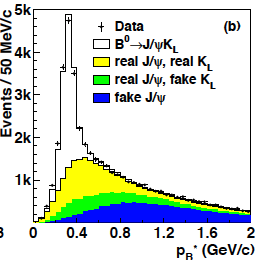 5k
4k
3k
2k
1k
Events / 50 MeV/c
(b)
Data
B⁰→J/ψK_L
real J/ψ, real K_L
real J/ψ, fake K_L
fake J/ψ
8 0 0.4 0.8 1.2 1.6 2
p_B* (GeV/c)